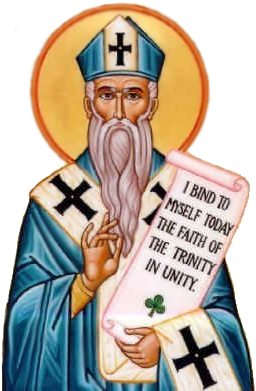 I BIND TO
MYSELF TODAY
THE FAITH OF
THE TRINITY
IN UNITY.